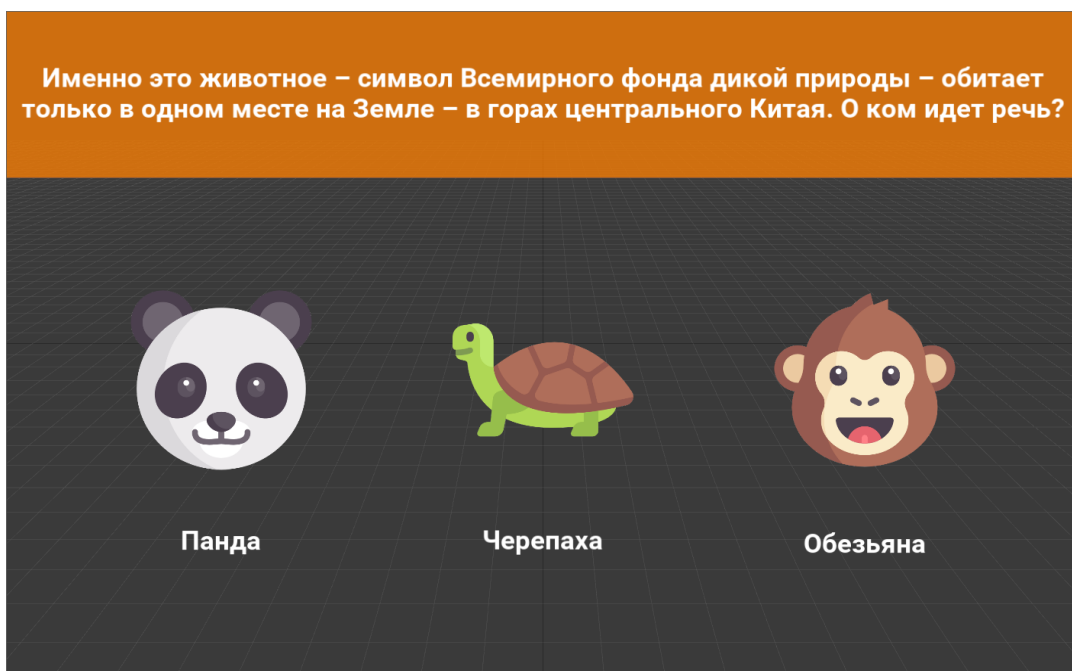 Именно это животное – символ Всемирного фонда дикой природы – обитает
только в одном месте на Земле – в горах центрального Китая. О ком идет речь?
Панда
Черепаха
Обезьяна